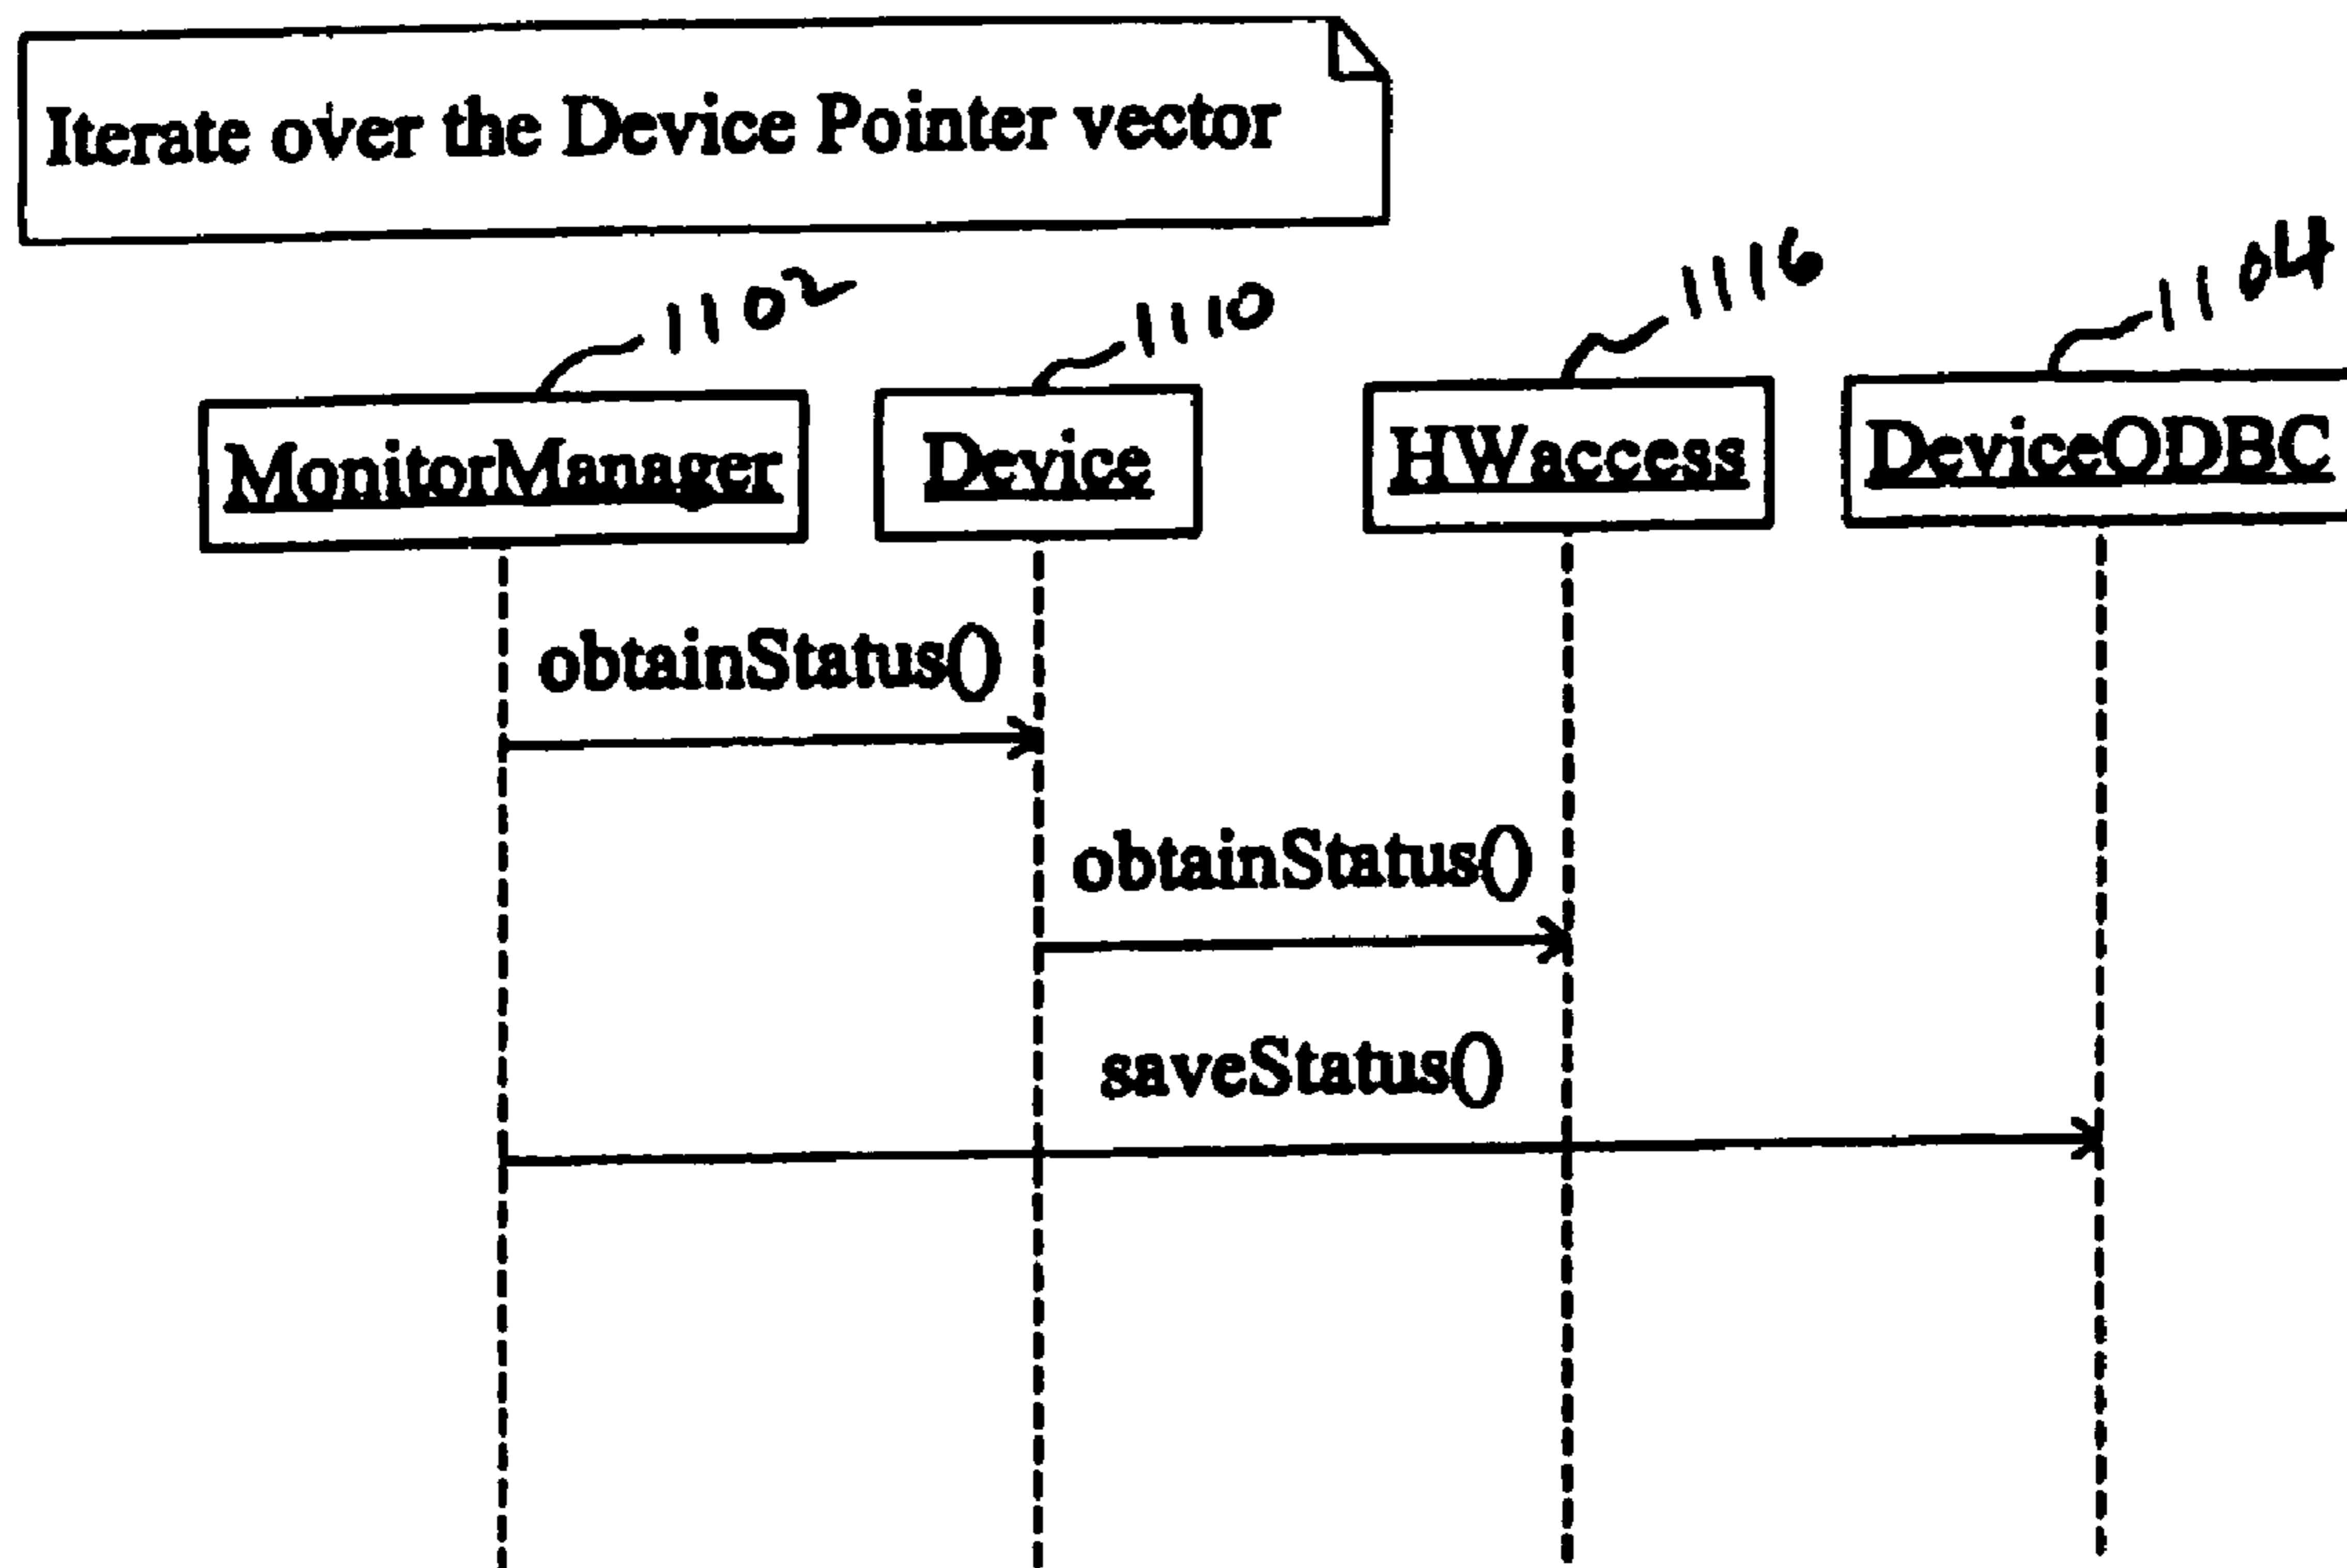 Iterate over the Device Pointer vector
1102 1110 1116 1104
MonitorManager Device HWaccess DeviceODBC
obtainStatus()
obtainStatus()
saveStatus()